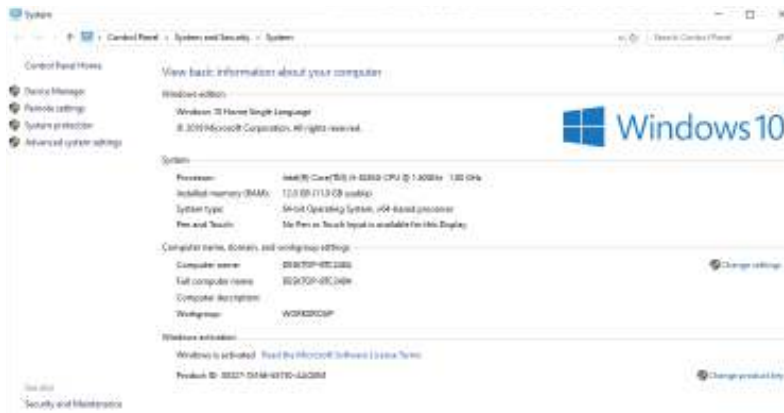 System
Control Panel › System and Security › System
Search Control Panel
Control Panel Home
Device Manager
Remote settings
System protection
Advanced system settings
View basic information about your computer
Windows edition
Windows 10 Home Single Language
© 2019 Microsoft Corporation. All rights reserved.
Windows 10
System
Processor:
Installed memory (RAM):
System type: 64-bit Operating System, x64-based processor
Pen and Touch: No Pen or Touch Input is available for this Display
Computer name, domain, and workgroup settings
Computer name:
Change settings
Full computer name:
Computer description:
Workgroup: WORKGROUP
Windows activation
Windows is activated Read the Microsoft Software License Terms
Product ID:
Change product key
See also
Security and Maintenance